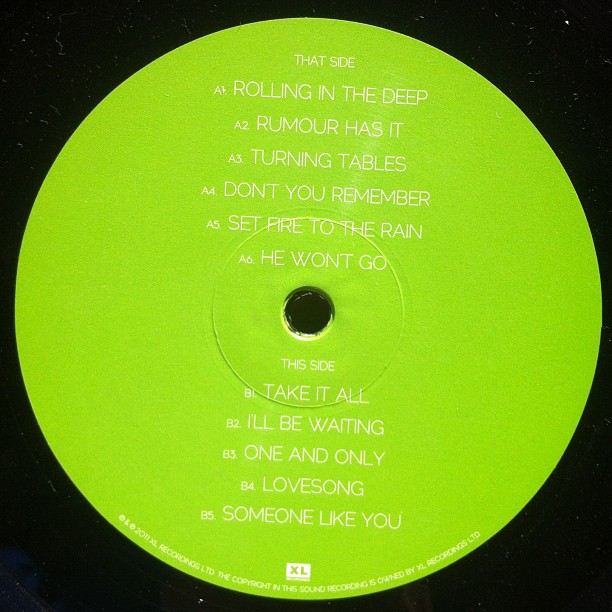 THAT SIDE
A1. ROLLING IN THE DEEP
A2. RUMOUR HAS IT
A3. TURNING TABLES
A4. DON'T YOU REMEMBER
A5. SET FIRE TO THE RAIN
A6. HE WON'T GO
THIS SIDE
B1. TAKE IT ALL
B2. I'LL BE WAITING
B3. ONE AND ONLY
B4. LOVESONG
B5. SOMEONE LIKE YOU
XL
℗ & © 2011 XL RECORDINGS LTD. THE COPYRIGHT IN THIS SOUND RECORDING IS OWNED BY XL RECORDINGS LTD